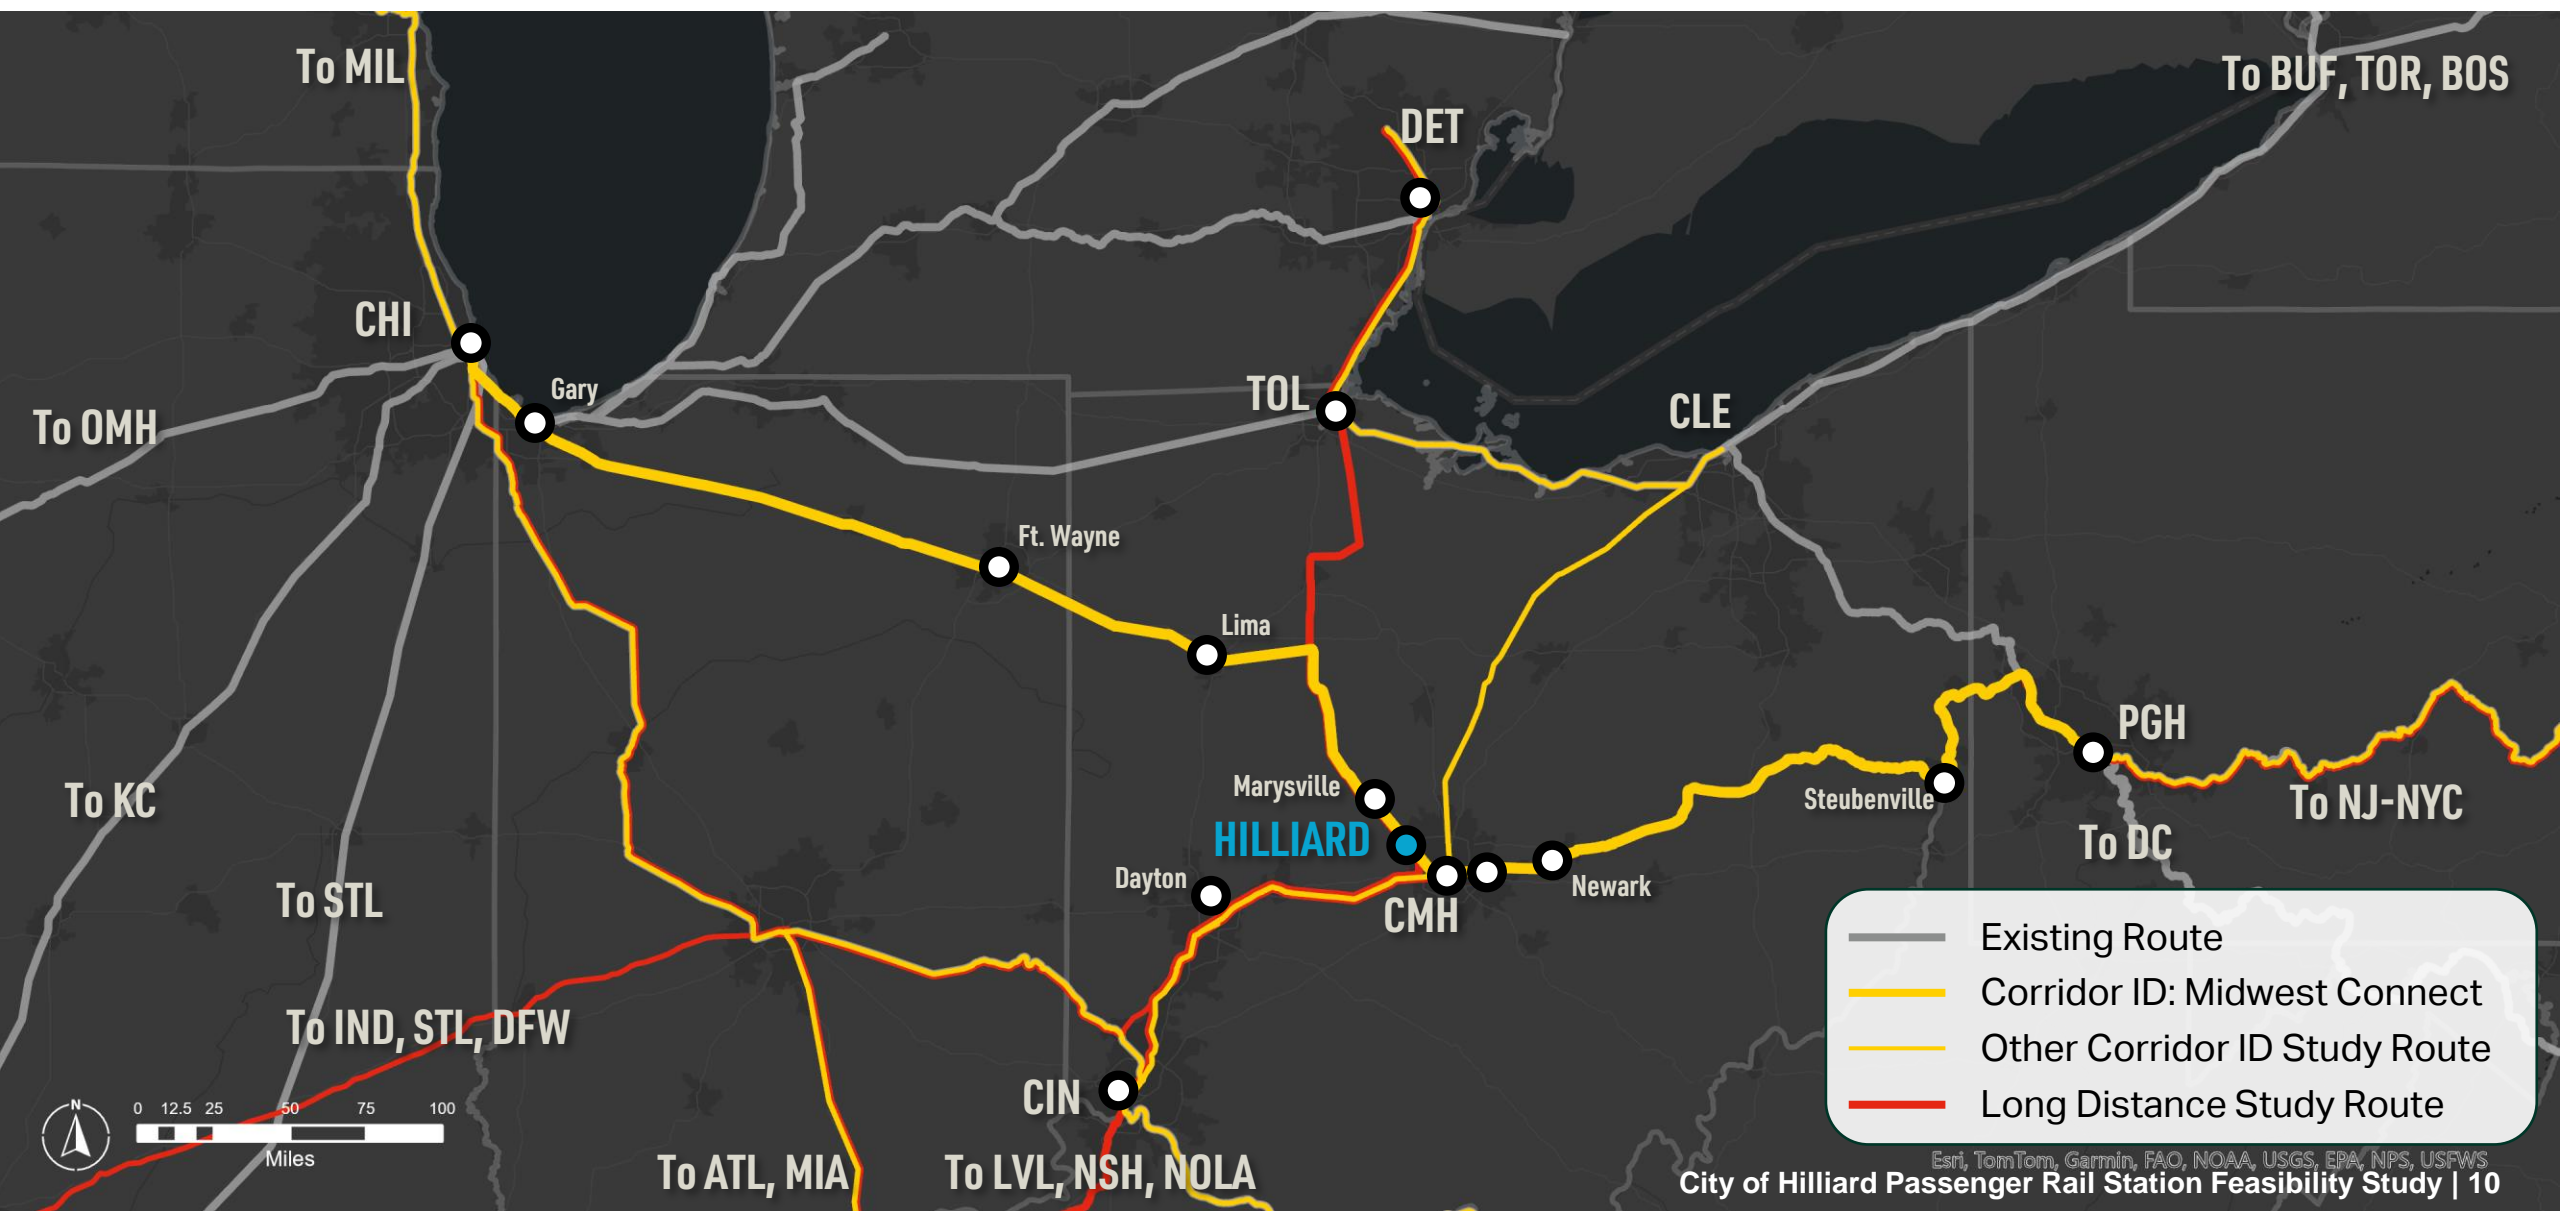 To MIL
To BUF, TOR, BOS
DET
CHI
Gary
TOL
CLE
To OMH
Ft. Wayne
Lima
PGH
Marysville
Steubenville
To KC
To NJ-NYC
HILLIARD
To DC
Dayton
Newark
To STL
CMH
Existing Route
Corridor ID: Midwest Connect
Other Corridor ID Study Route
Long Distance Study Route
To IND, STL, DFW
CIN
N
0 12.5 25 50 75 100
Miles
To ATL, MIA
To LVL, NSH, NOLA
Esri, TomTom, Garmin, FAO, NOAA, USGS, EPA, NPS, USFWS
City of Hilliard Passenger Rail Station Feasibility Study | 10